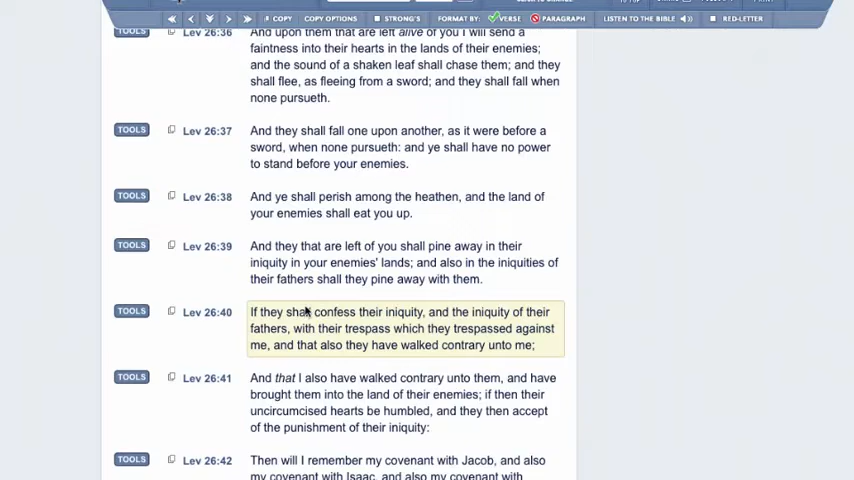 COPY COPY OPTIONS STRONG'S FORMAT BY: VERSE PARAGRAPH LISTEN TO THE BIBLE RED-LETTER
TOOLS Lev 26:36 And upon them that are left alive of you I will send a
faintness into their hearts in the lands of their enemies;
and the sound of a shaken leaf shall chase them; and they
shall flee, as fleeing from a sword; and they shall fall when
none pursueth.
TOOLS Lev 26:37 And they shall fall one upon another, as it were before a
sword, when none pursueth: and ye shall have no power
to stand before your enemies.
TOOLS Lev 26:38 And ye shall perish among the heathen, and the land of
your enemies shall eat you up.
TOOLS Lev 26:39 And they that are left of you shall pine away in their
iniquity in your enemies' lands; and also in the iniquities of
their fathers shall they pine away with them.
TOOLS Lev 26:40 If they shall confess their iniquity, and the iniquity of their
fathers, with their trespass which they trespassed against
me, and that also they have walked contrary unto me;
TOOLS Lev 26:41 And that I also have walked contrary unto them, and have
brought them into the land of their enemies; if then their
uncircumcised hearts be humbled, and they then accept
of the punishment of their iniquity:
TOOLS Lev 26:42 Then will I remember my covenant with Jacob, and also
my covenant with Isaac, and also my covenant with